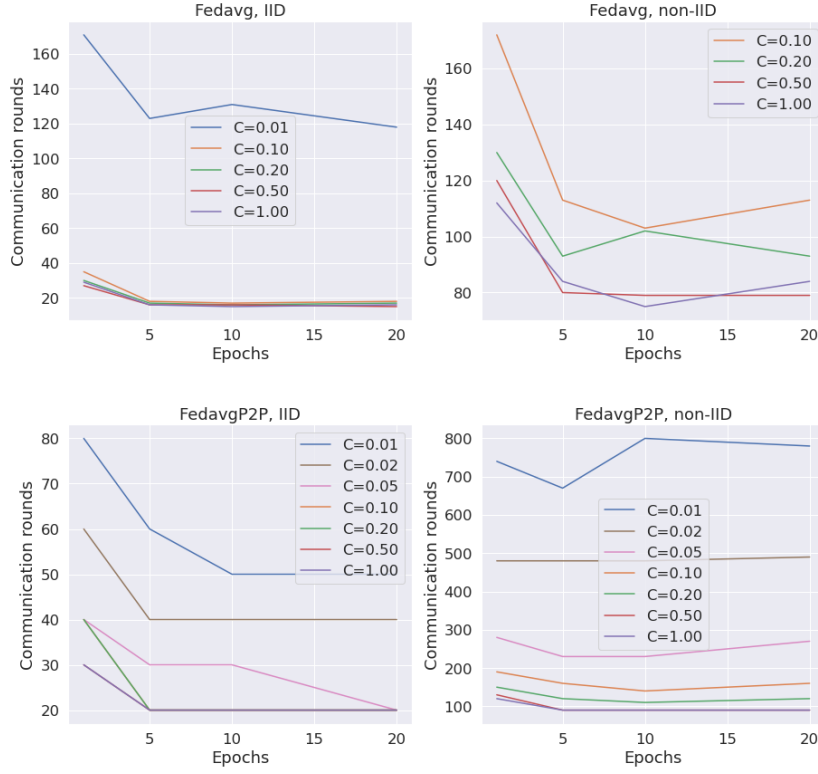 Fedavg, IID
Communication rounds
160
140
120
100
80
60
40
20
C=0.01
C=0.10
C=0.20
C=0.50
C=1.00
5
10
15
20
Epochs
Fedavg, non-IID
Communication rounds
160
140
120
100
80
C=0.10
C=0.20
C=0.50
C=1.00
5
10
15
20
Epochs
FedavgP2P, IID
Communication rounds
80
70
60
50
40
30
20
C=0.01
C=0.02
C=0.05
C=0.10
C=0.20
C=0.50
C=1.00
5
10
15
20
Epochs
FedavgP2P, non-IID
Communication rounds
800
700
600
500
400
300
200
100
C=0.01
C=0.02
C=0.05
C=0.10
C=0.20
C=0.50
C=1.00
5
10
15
20
Epochs